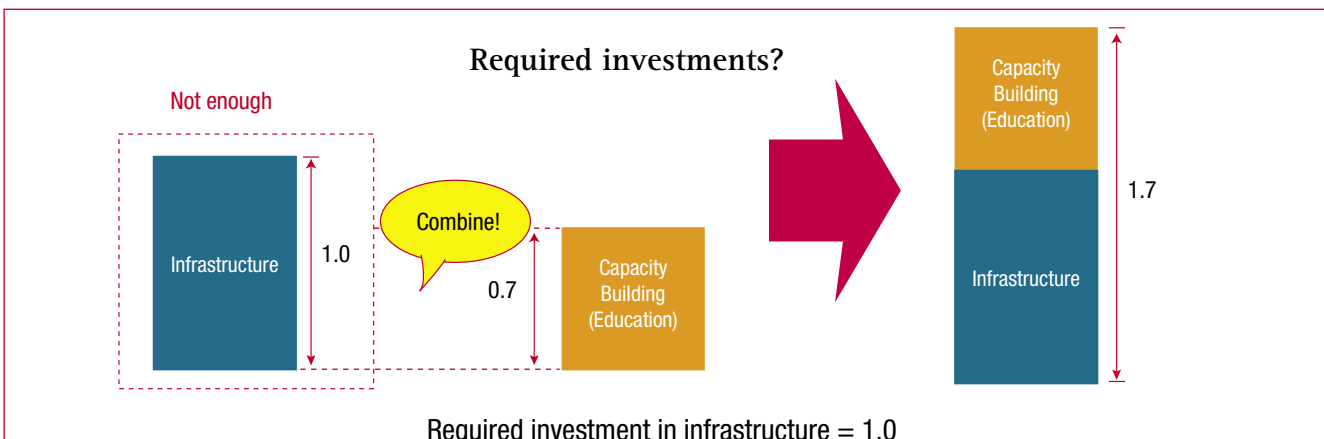 Required investments?
Not enough
Infrastructure
1.0
Combine!
0.7
Capacity
Building
(Education)
Capacity
Building
(Education)
Infrastructure
1.7
Required investment in infrastructure = 1.0